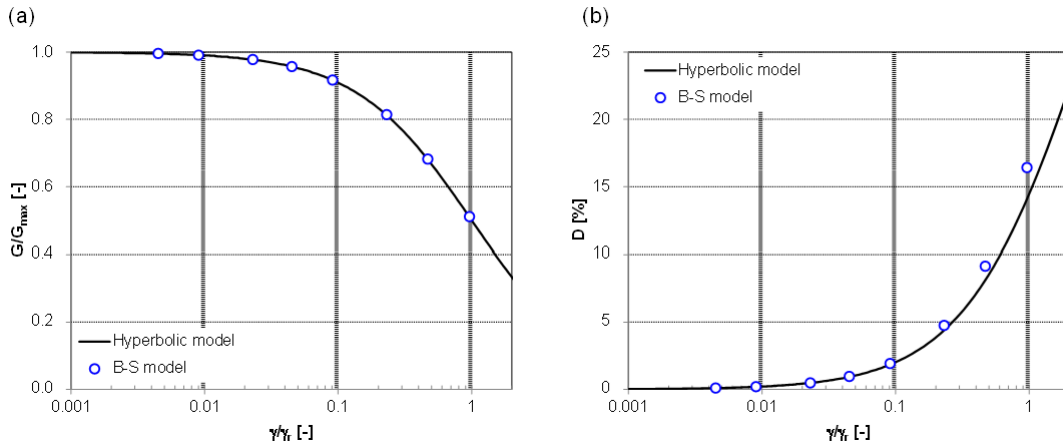 (a)
1.0
0.8
0.6
0.4
0.2
0.0
G/Gmax [-]
Hyperbolic model
B-S model
0.001
0.01
0.1
1
γ/γr [-]
(b)
25
20
15
10
5
0
D [%]
Hyperbolic model
B-S model
0.001
0.01
0.1
1
γ/γr [-]